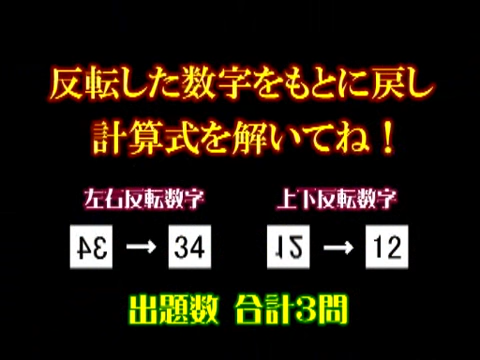 反転した数字をもとに戻し
計算式を解いてね！
左右反転数字 上下反転数字
34 → 34 12 → 12
出題数 合計3問